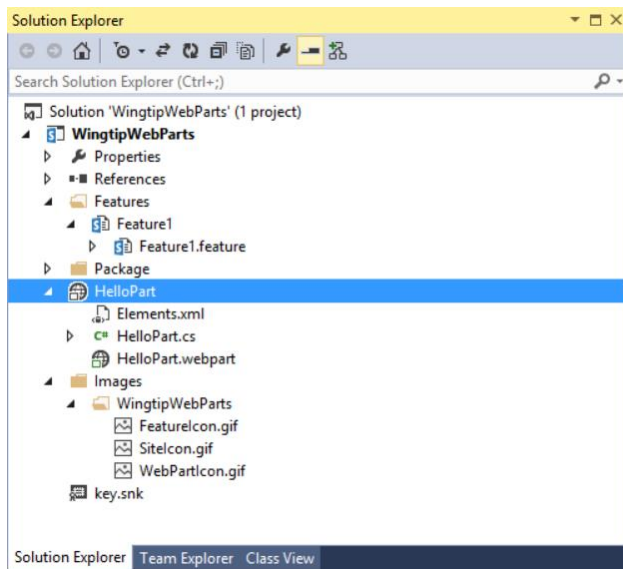 Solution Explorer
Search Solution Explorer (Ctrl+;)
Solution 'WingtipWebParts' (1 project)
WingtipWebParts
Properties
References
Features
Feature1
Feature1.feature
Package
HelloPart
Elements.xml
C# HelloPart.cs
HelloPart.webpart
Images
WingtipWebParts
FeatureIcon.gif
SiteIcon.gif
WebPartIcon.gif
key.snk
Solution Explorer Team Explorer Class View